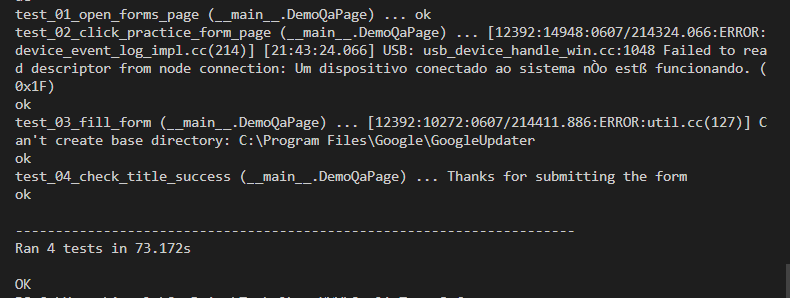 test_01_open_forms_page (__main__.DemoQaPage) ... ok
test_02_click_practice_form_page (__main__.DemoQaPage) ... [12392:14948:0607/214324.066:ERROR:
device_event_log_impl.cc(214)] [21:43:24.066] USB: usb_device_handle_win.cc:1048 Failed to rea
d descriptor from node connection: Um dispositivo conectado ao sistema nÒo estß funcionando. (
0x1F)
ok
test_03_fill_form (__main__.DemoQaPage) ... [12392:10272:0607/214411.886:ERROR:util.cc(127)] C
an't create base directory: C:\Program Files\Google\GoogleUpdater
ok
test_04_check_title_success (__main__.DemoQaPage) ... Thanks for submitting the form
ok
----------------------------------------------------------------------
Ran 4 tests in 73.172s
OK